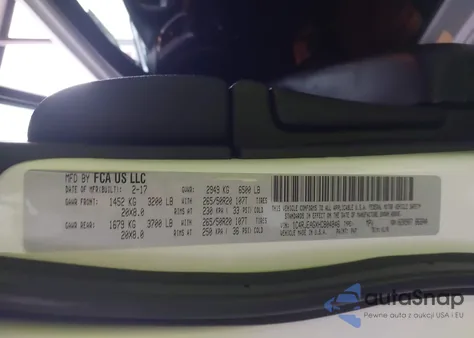 MFD BY FCA US LLC
DATE OF MFR(BUILT): 2-17 GVWR: 2949 KG 6500 LB
GAWR FRONT: 1452 KG 3200 LB WITH 265/50R20 107T TIRES
20X8.0 RIMS AT 230 KPA / 33 PSI COLD
GAWR REAR: 1679 KG 3700 LB WITH 265/50R20 107T TIRES
20X8.0 RIMS AT 250 KPA / 36 PSI COLD
THIS VEHICLE CONFORMS TO ALL APPLICABLE U.S.A. FEDERAL MOTOR VEHICLE SAFETY
STANDARDS IN EFFECT ON THE DATE OF MANUFACTURE SHOWN ABOVE.
VIN:
VEHICLE MADE IN U.S.A.
autaSnap
Pewne auta z aukcji USA i EU